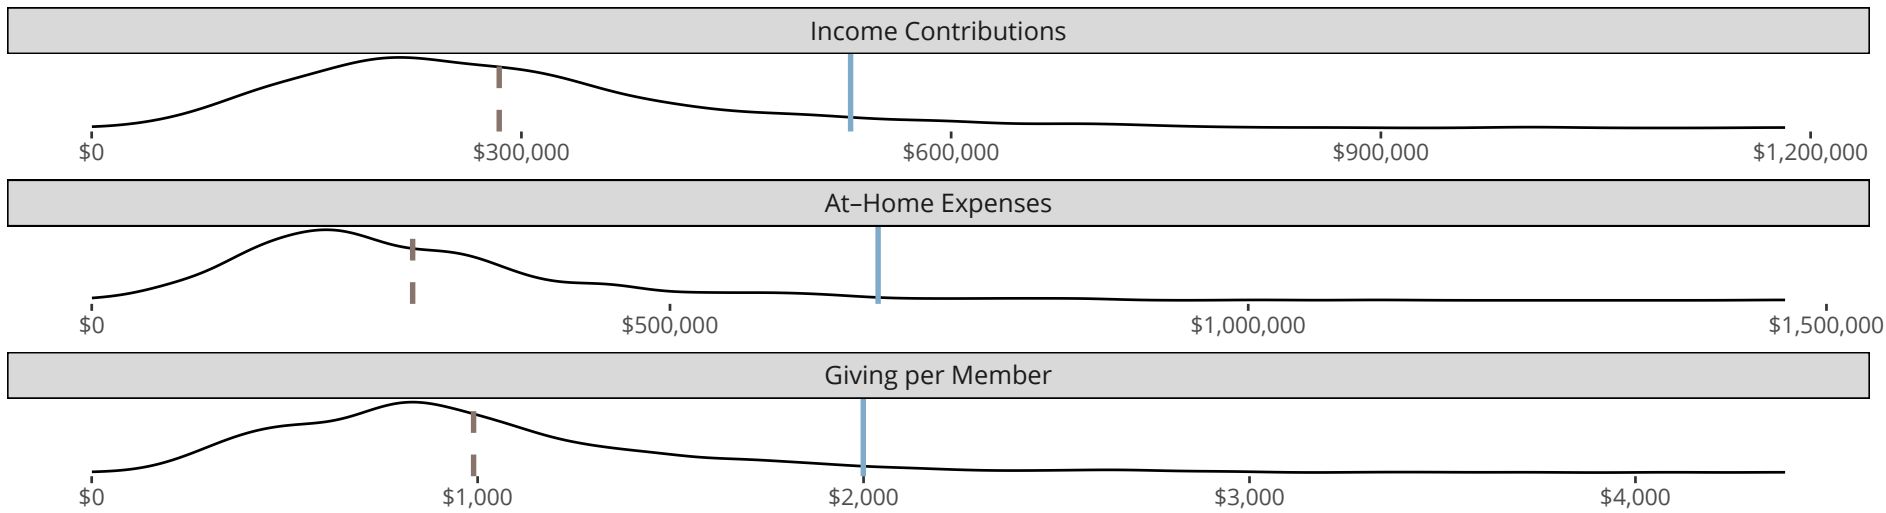 Income Contributions
$0 $300,000 $600,000 $900,000 $1,200,000
At–Home Expenses
$0 $500,000 $1,000,000 $1,500,000
Giving per Member
$0 $1,000 $2,000 $3,000 $4,000